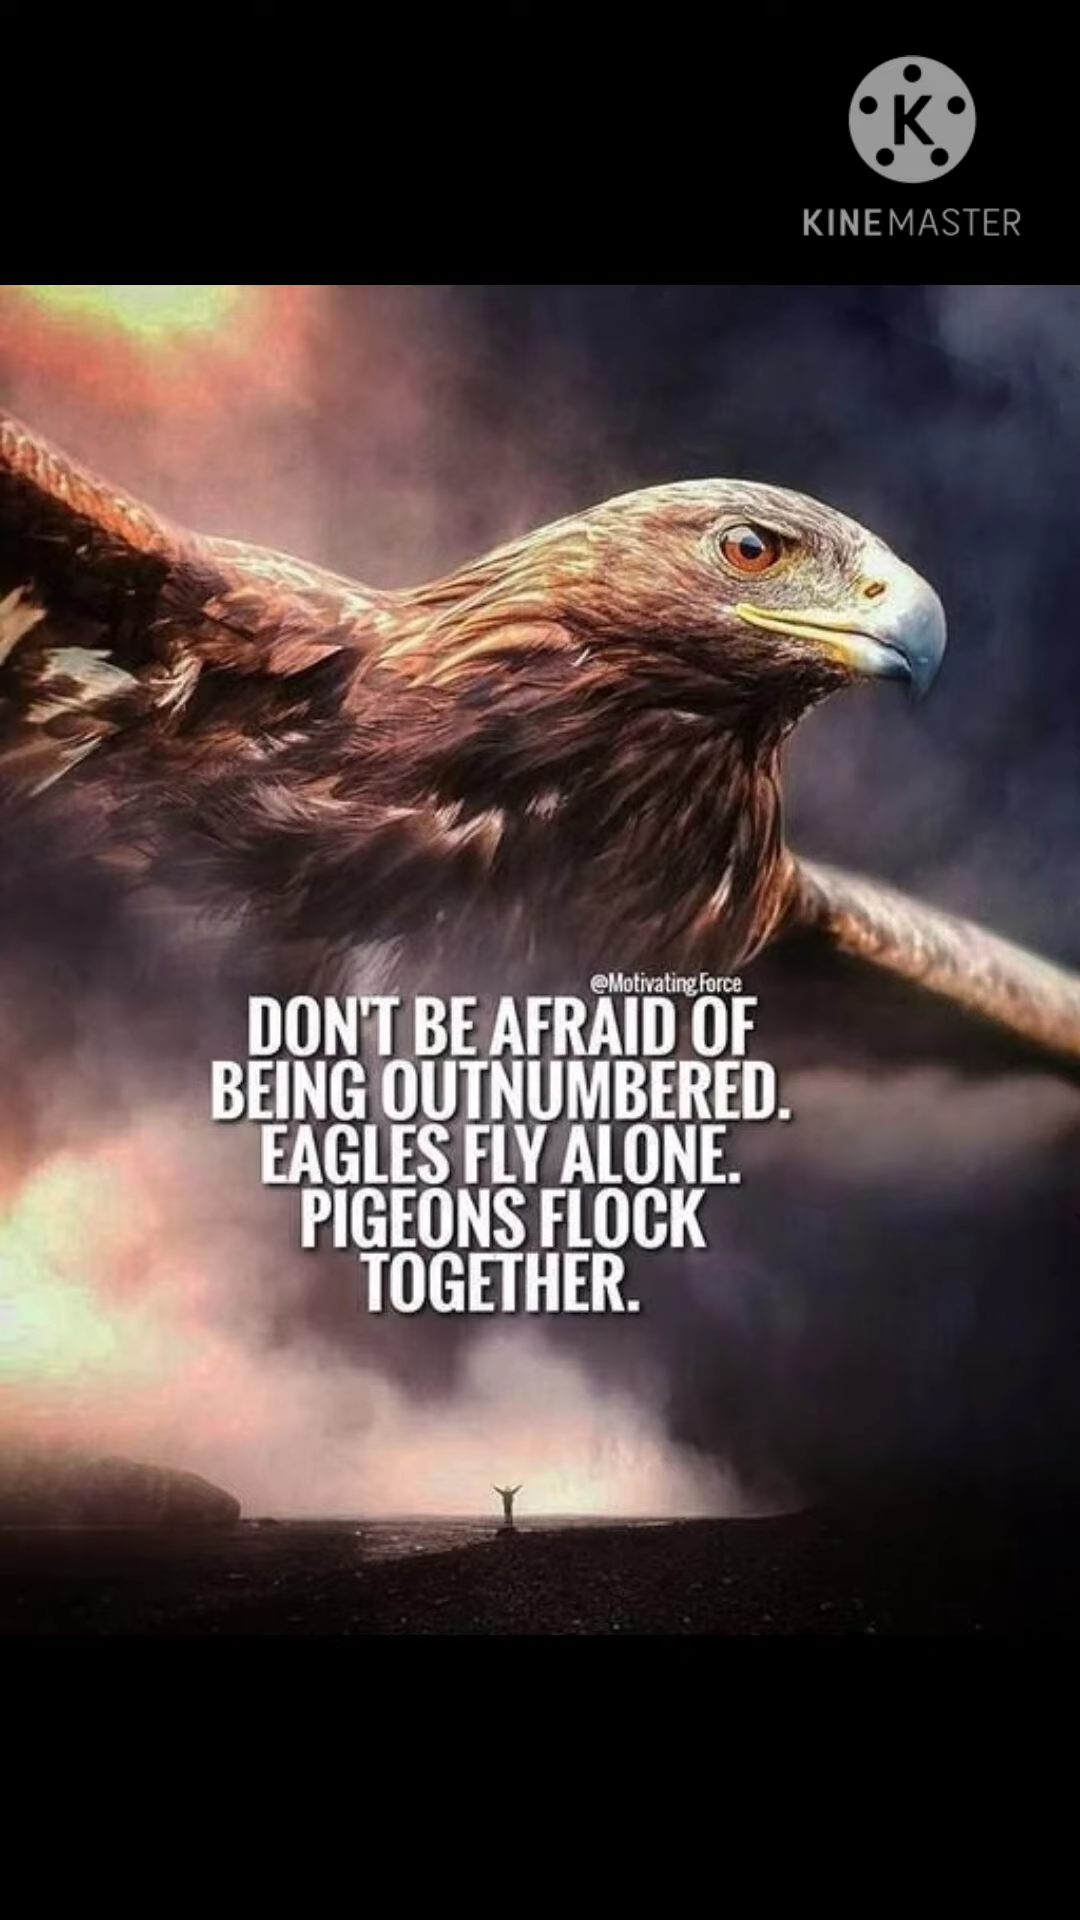 K
KINEMASTER
@MotivatingForce
DON'T BE AFRAID OF
BEING OUTNUMBERED.
EAGLES FLY ALONE.
PIGEONS FLOCK
TOGETHER.